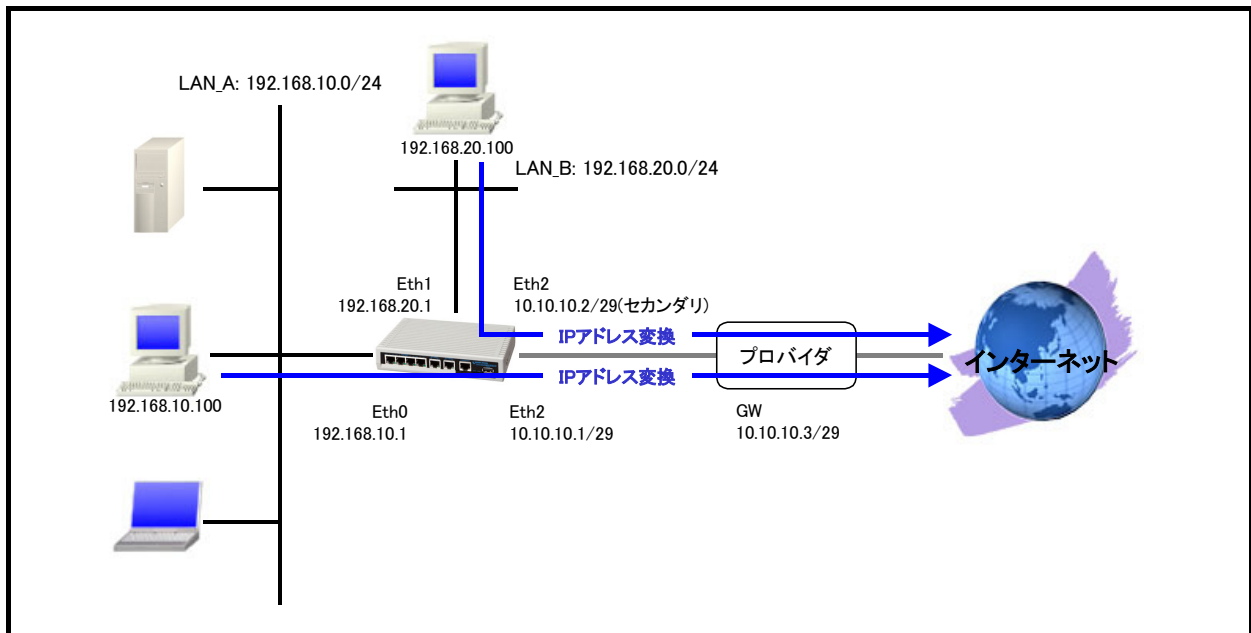 LAN_A: 192.168.10.0/24
192.168.20.100
LAN_B: 192.168.20.0/24
Eth1
192.168.20.1
Eth2
10.10.10.2/29(セカンダリ)
IPアドレス変換
プロバイダ
インターネット
IPアドレス変換
192.168.10.100
Eth0
192.168.10.1
Eth2
10.10.10.1/29
GW
10.10.10.3/29